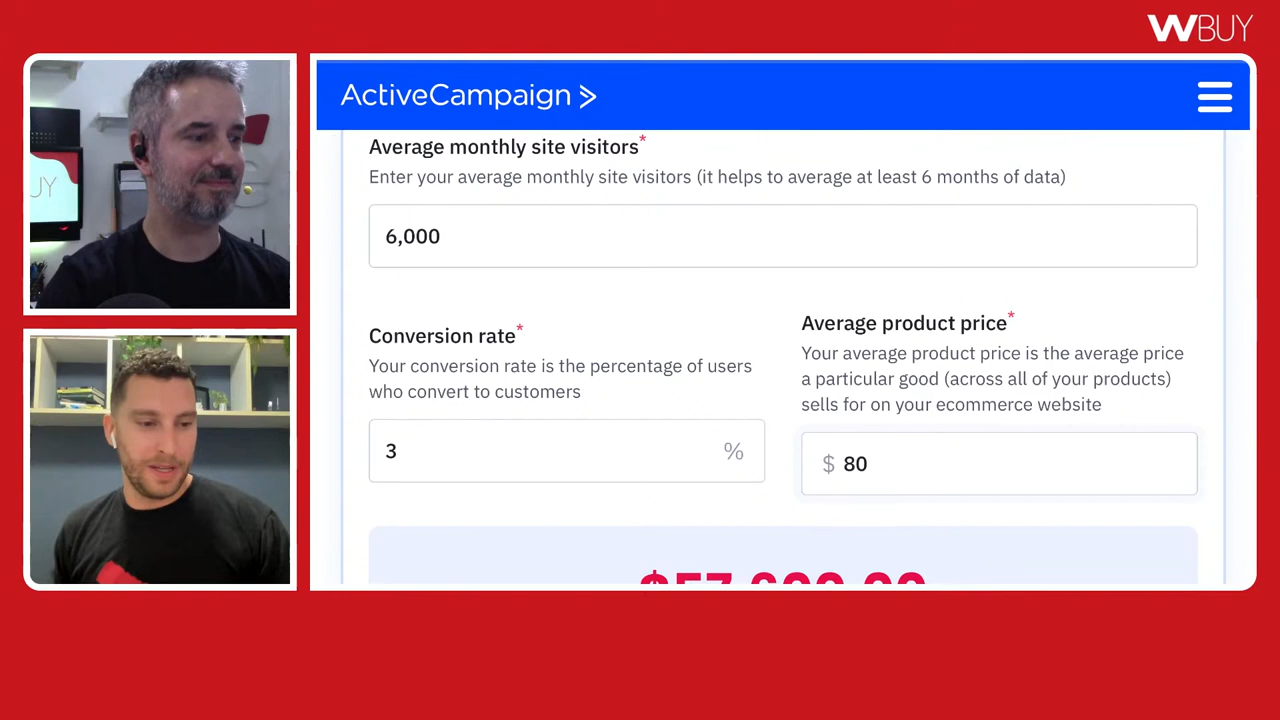 WBUY
ActiveCampaign >
Average monthly site visitors*
Enter your average monthly site visitors (it helps to average at least 6 months of data)
6,000
Conversion rate*
Your conversion rate is the percentage of users
who convert to customers
3 %
Average product price*
Your average product price is the average price
a particular good (across all of your products)
sells for on your ecommerce website
$ 80
UY